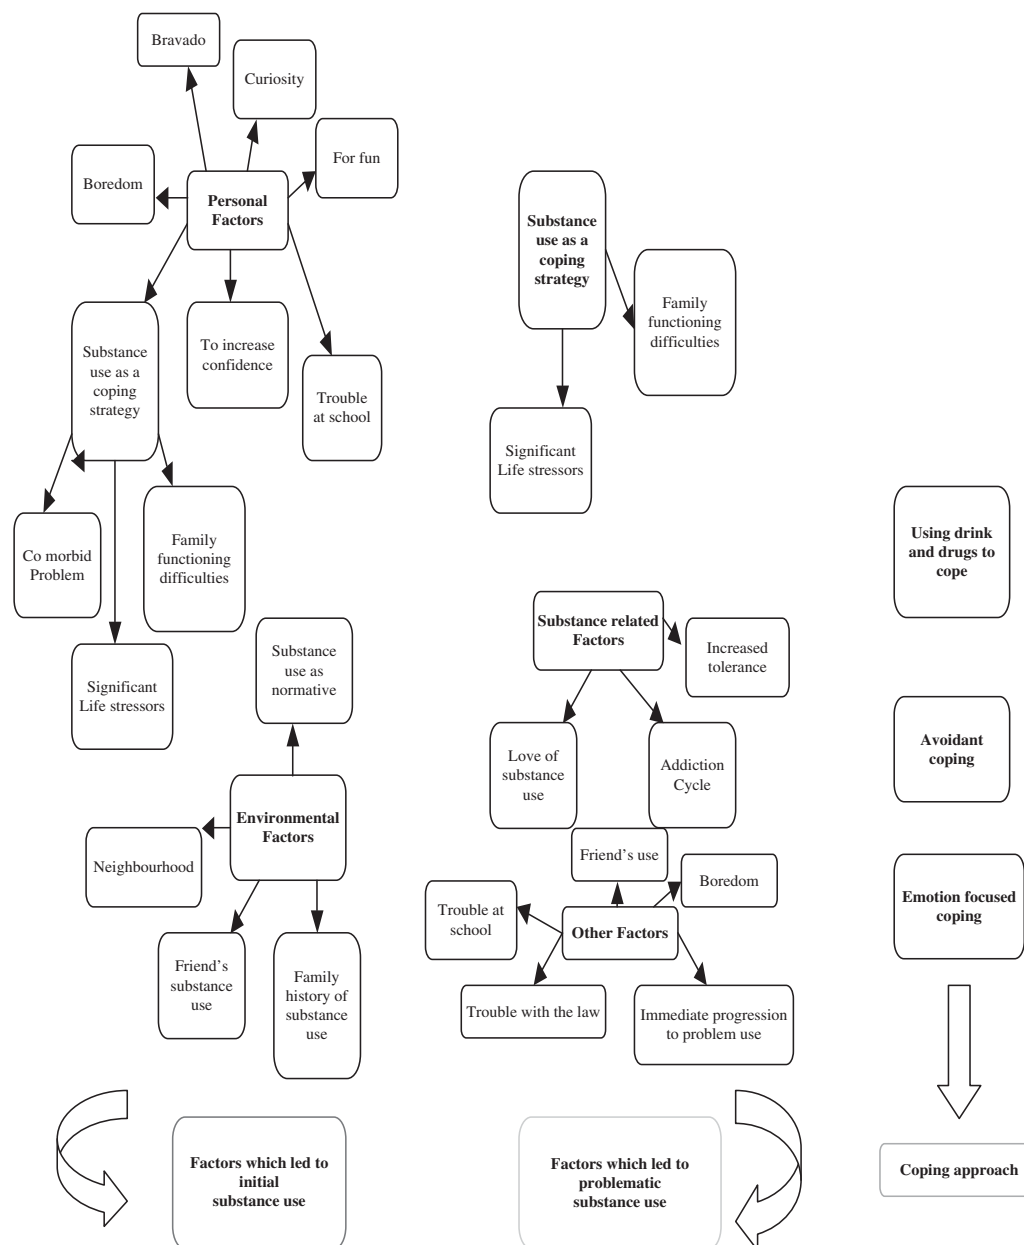 Bravado
Curiosity
For fun
Boredom
Personal
Factors
Substance
use as a
coping
strategy
To increase
confidence
Trouble
at school
Co morbid
Problem
Family
functioning
difficulties
Significant
Life stressors
Substance
use as
normative
Environmental
Factors
Neighbourhood
Friend's
substance
use
Family
history of
substance
use
Factors which led to
initial
substance use
Substance
use as a
coping
strategy
Family
functioning
difficulties
Significant
Life stressors
Substance related
Factors
Increased
tolerance
Love of
substance
use
Addiction
Cycle
Friend's use
Boredom
Trouble at
school
Other Factors
Trouble with the law
Immediate progression
to problem use
Factors which led to
problematic
substance use
Using drink
and drugs to
cope
Avoidant
coping
Emotion focused
coping
Coping approach